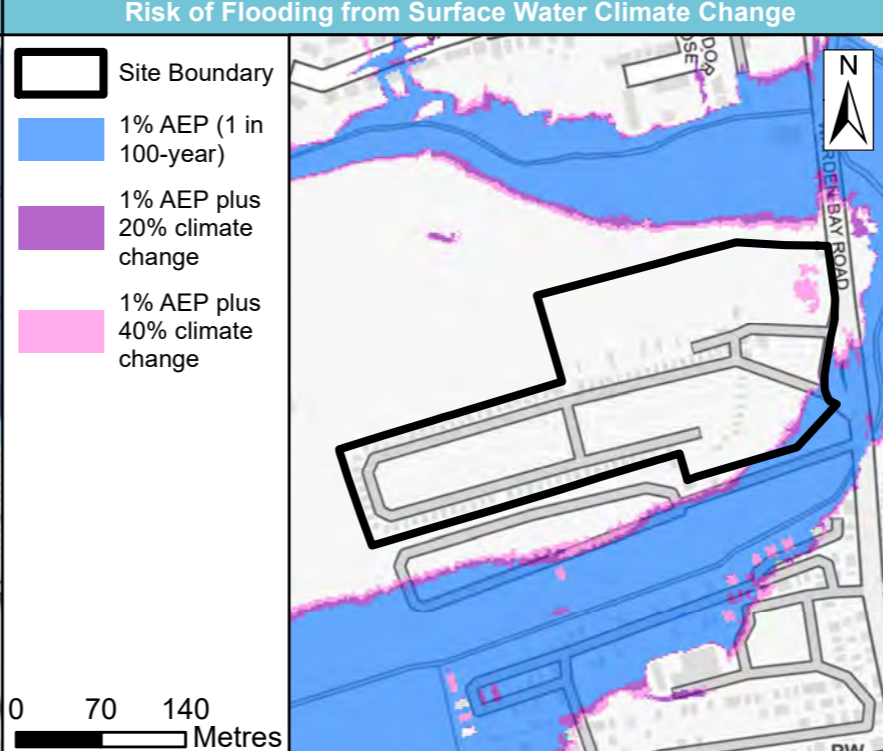 Risk of Flooding from Surface Water Climate Change
Site Boundary
1% AEP (1 in
100-year)
1% AEP plus
20% climate
change
1% AEP plus
40% climate
change
0 70 140
Metres
N
BAY ROAD